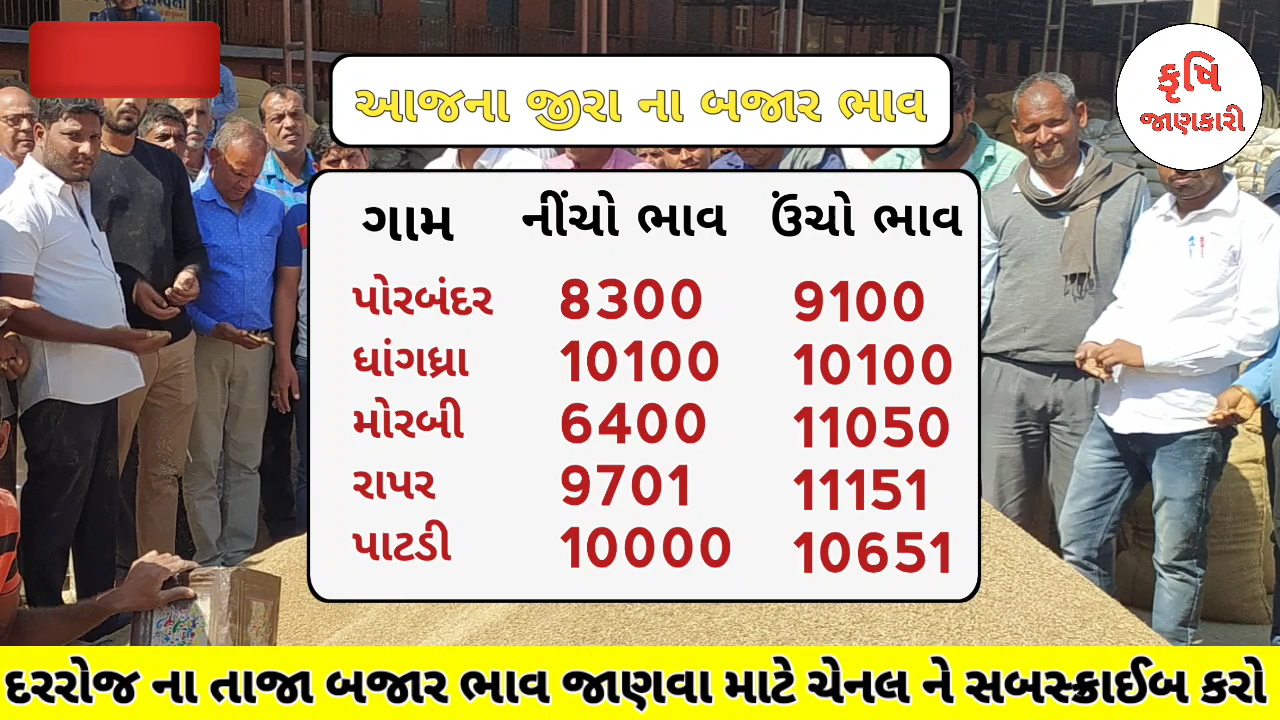 આજના જીરા ના બજાર ભાવ
કૃષિ
જાણકારી
ગામ નીંચો ભાવ ઉંચો ભાવ
પોરબંદર 8300 9100
ધાંગધ્રા 10100 10100
મોરબી 6400 11050
રાપર 9701 11151
પાટડી 10000 10651
દરરોજ ના તાજા બજાર ભાવ જાણવા માટે ચેનલ ને સબસ્ક્રાઈબ કરો